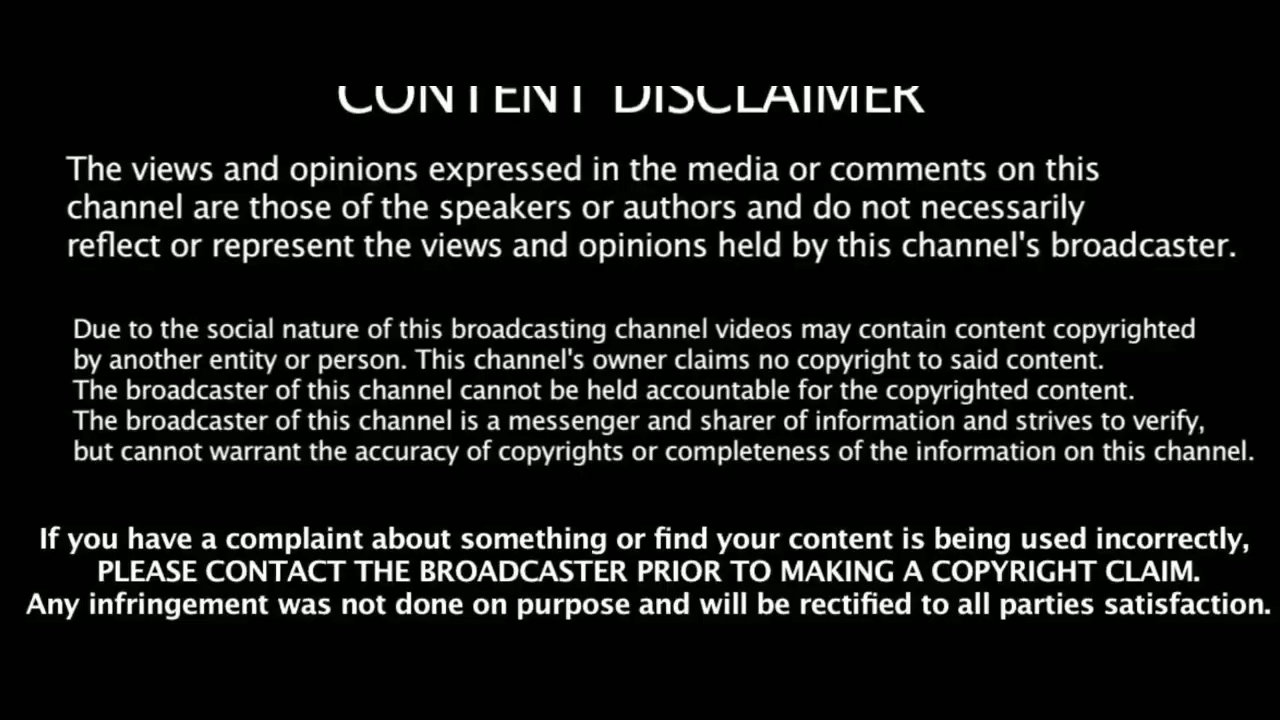 CONTENT DISCLAIMER
The views and opinions expressed in the media or comments on this
channel are those of the speakers or authors and do not necessarily
reflect or represent the views and opinions held by this channel's broadcaster.
Due to the social nature of this broadcasting channel videos may contain content copyrighted
by another entity or person. This channel's owner claims no copyright to said content.
The broadcaster of this channel cannot be held accountable for the copyrighted content.
The broadcaster of this channel is a messenger and sharer of information and strives to verify,
but cannot warrant the accuracy of copyrights or completeness of the information on this channel.
If you have a complaint about something or find your content is being used incorrectly,
PLEASE CONTACT THE BROADCASTER PRIOR TO MAKING A COPYRIGHT CLAIM.
Any infringement was not done on purpose and will be rectified to all parties satisfaction.